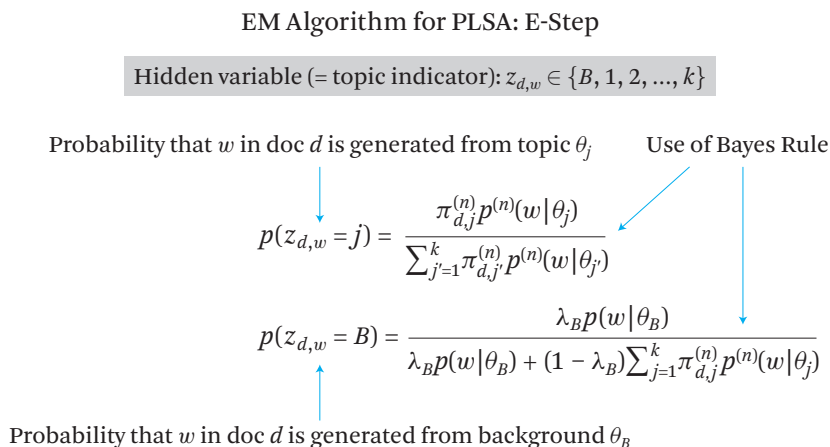 EM Algorithm for PLSA: E-Step
Hidden variable (= topic indicator): z_{d,w} ∈ {B, 1, 2, ..., k}
Probability that w in doc d is generated from topic θ_j
Use of Bayes Rule
p(z_{d,w} = j) = \frac{π_{d,j}^{(n)} p^{(n)}(w|θ_j)}{∑_{j'=1}^{k} π_{d,j'}^{(n)} p^{(n)}(w|θ_{j'})}
p(z_{d,w} = B) = \frac{λ_B p(w|θ_B)}{λ_B p(w|θ_B) + (1 − λ_B) ∑_{j=1}^{k} π_{d,j}^{(n)} p^{(n)}(w|θ_j)}
Probability that w in doc d is generated from background θ_B